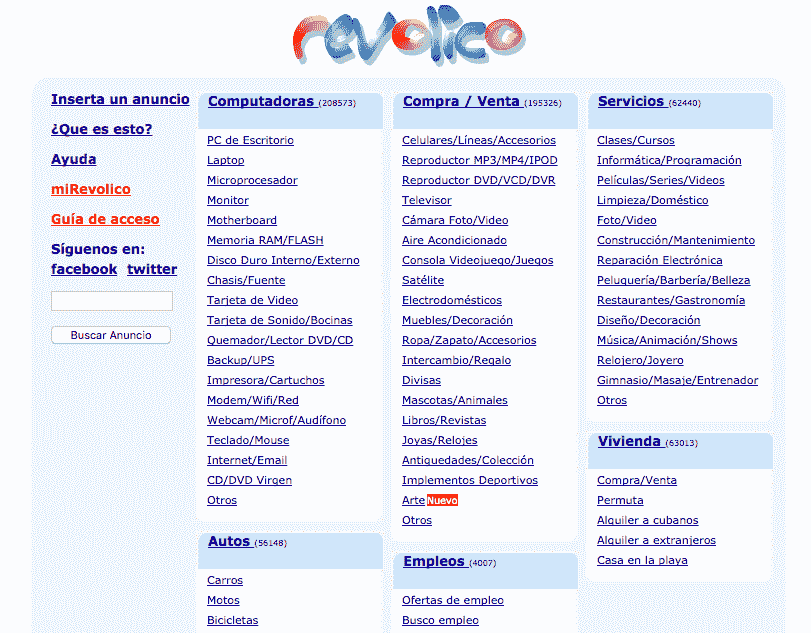 revolico
Inserta un anuncio
¿Que es esto?
Ayuda
miRevolico
Guía de acceso
Síguenos en:
facebook twitter
Buscar Anuncio
Computadoras (208573)
PC de Escritorio
Laptop
Microprocesador
Monitor
Motherboard
Memoria RAM/FLASH
Disco Duro Interno/Externo
Chasis/Fuente
Tarjeta de Video
Tarjeta de Sonido/Bocinas
Quemador/Lector DVD/CD
Backup/UPS
Impresora/Cartuchos
Modem/Wifi/Red
Webcam/Microf/Audífono
Teclado/Mouse
Internet/Email
CD/DVD Virgen
Otros
Autos (56148)
Carros
Motos
Bicicletas
Compra / Venta (195326)
Celulares/Líneas/Accesorios
Reproductor MP3/MP4/IPOD
Reproductor DVD/VCD/DVR
Televisor
Cámara Foto/Video
Aire Acondicionado
Consola Videojuego/Juegos
Satélite
Electrodomésticos
Muebles/Decoración
Ropa/Zapato/Accesorios
Intercambio/Regalo
Divisas
Mascotas/Animales
Libros/Revistas
Joyas/Relojes
Antiguedades/Colección
Implementos Deportivos
Arte Nuevo
Otros
Empleos (4007)
Ofertas de empleo
Busco empleo
Servicios (62440)
Clases/Cursos
Informática/Programación
Películas/Series/Videos
Limpieza/Doméstico
Foto/Video
Construcción/Mantenimiento
Reparación Electrónica
Peluquería/Barbería/Belleza
Restaurantes/Gastronomía
Diseño/Decoración
Música/Animación/Shows
Relojero/Joyero
Gimnasio/Masaje/Entrenador
Otros
Vivienda (63013)
Compra/Venta
Permuta
Alquiler a cubanos
Alquiler a extranjeros
Casa en la playa